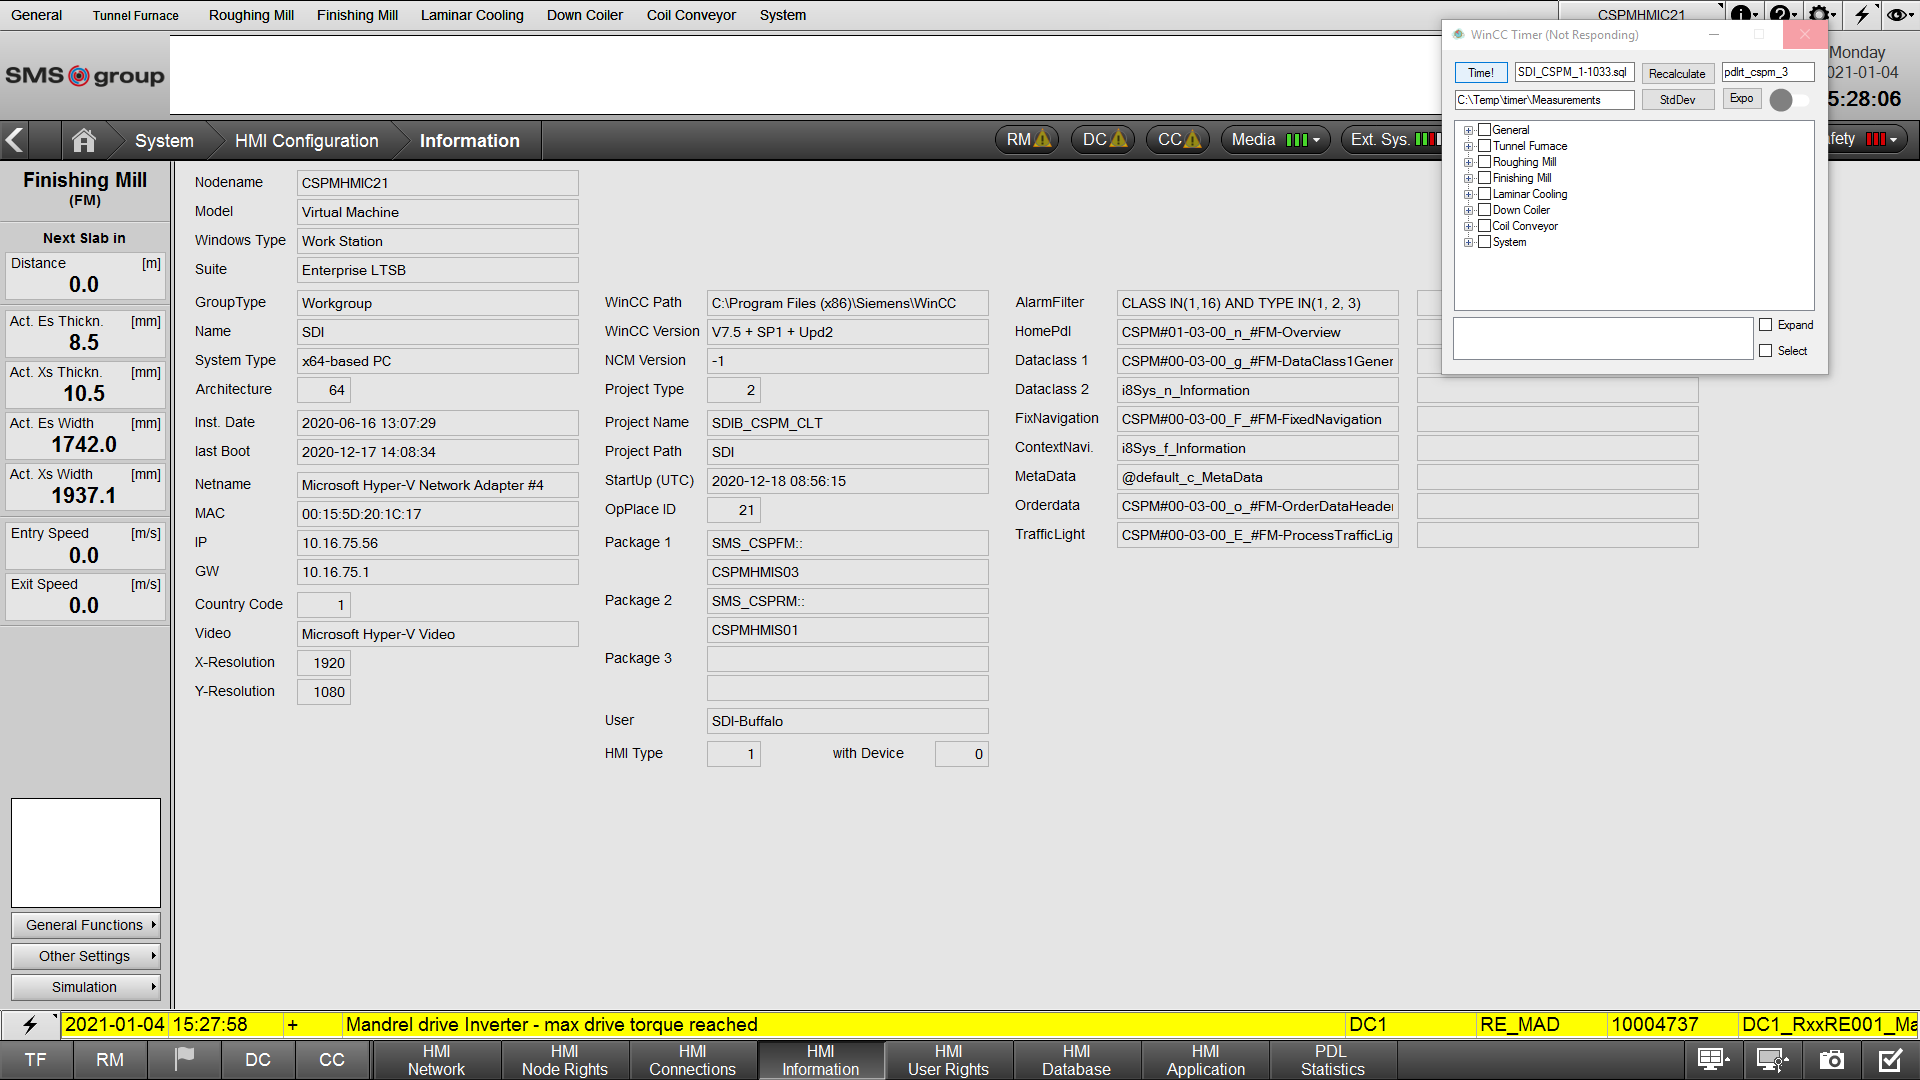 General Tunnel Furnace Roughing Mill Finishing Mill Laminar Cooling Down Coiler Coil Conveyor System CSPMHMIC21
SMS group
WinCC Timer (Not Responding)
Time! SDI_CSPM_1-1033.sql Recalculate pdlrt_cspm_3
C:\Temp\timer\Measurements StdDev Expo
General
Tunnel Furnace
Roughing Mill
Finishing Mill
Laminar Cooling
Down Coiler
Coil Conveyor
System
Expand
Select
Monday
021-01-04
5:28:06
System HMI Configuration Information RM DC CC Media Ext. Sys. fety
Finishing Mill
(FM)
Next Slab in
Distance [m]
0.0
Act. Es Thickn. [mm]
8.5
Act. Xs Thickn. [mm]
10.5
Act. Es Width [mm]
1742.0
Act. Xs Width [mm]
1937.1
Entry Speed [m/s]
0.0
Exit Speed [m/s]
0.0
General Functions
Other Settings
Simulation
Nodename CSPMHMIC21
Model Virtual Machine
Windows Type Work Station
Suite Enterprise LTSB
GroupType Workgroup
Name SDI
System Type x64-based PC
Architecture 64
Inst. Date 2020-06-16 13:07:29
last Boot 2020-12-17 14:08:34
Netname Microsoft Hyper-V Network Adapter #4
MAC 00:15:5D:20:1C:17
IP 10.16.75.56
GW 10.16.75.1
Country Code 1
Video Microsoft Hyper-V Video
X-Resolution 1920
Y-Resolution 1080
WinCC Path C:\Program Files (x86)\Siemens\WinCC
WinCC Version V7.5 + SP1 + Upd2
NCM Version -1
Project Type 2
Project Name SDIB_CSPM_CLT
Project Path SDI
StartUp (UTC) 2020-12-18 08:56:15
OpPlace ID 21
Package 1 SMS_CSPFM::
CSPMHMIS03
Package 2 SMS_CSPRM::
CSPMHMIS01
Package 3
User SDI-Buffalo
HMI Type 1 with Device 0
AlarmFilter CLASS IN(1,16) AND TYPE IN(1, 2, 3)
HomePdl CSPM#01-03-00_n_#FM-Overview
Dataclass 1 CSPM#00-03-00_g_#FM-DataClass1Gener
Dataclass 2 i8Sys_n_Information
FixNavigation CSPM#00-03-00_F_#FM-FixedNavigation
ContextNavi. i8Sys_f_Information
MetaData @default_c_MetaData
Orderdata CSPM#00-03-00_o_#FM-OrderDataHeader
TrafficLight CSPM#00-03-00_E_#FM-ProcessTrafficLig
2021-01-04 15:27:58 + Mandrel drive Inverter - max drive torque reached DC1 RE_MAD 10004737 DC1_RxxRE001_Ma
TF RM DC CC
HMI Network
HMI Node Rights
HMI Connections
HMI Information
HMI User Rights
HMI Database
HMI Application
PDL Statistics